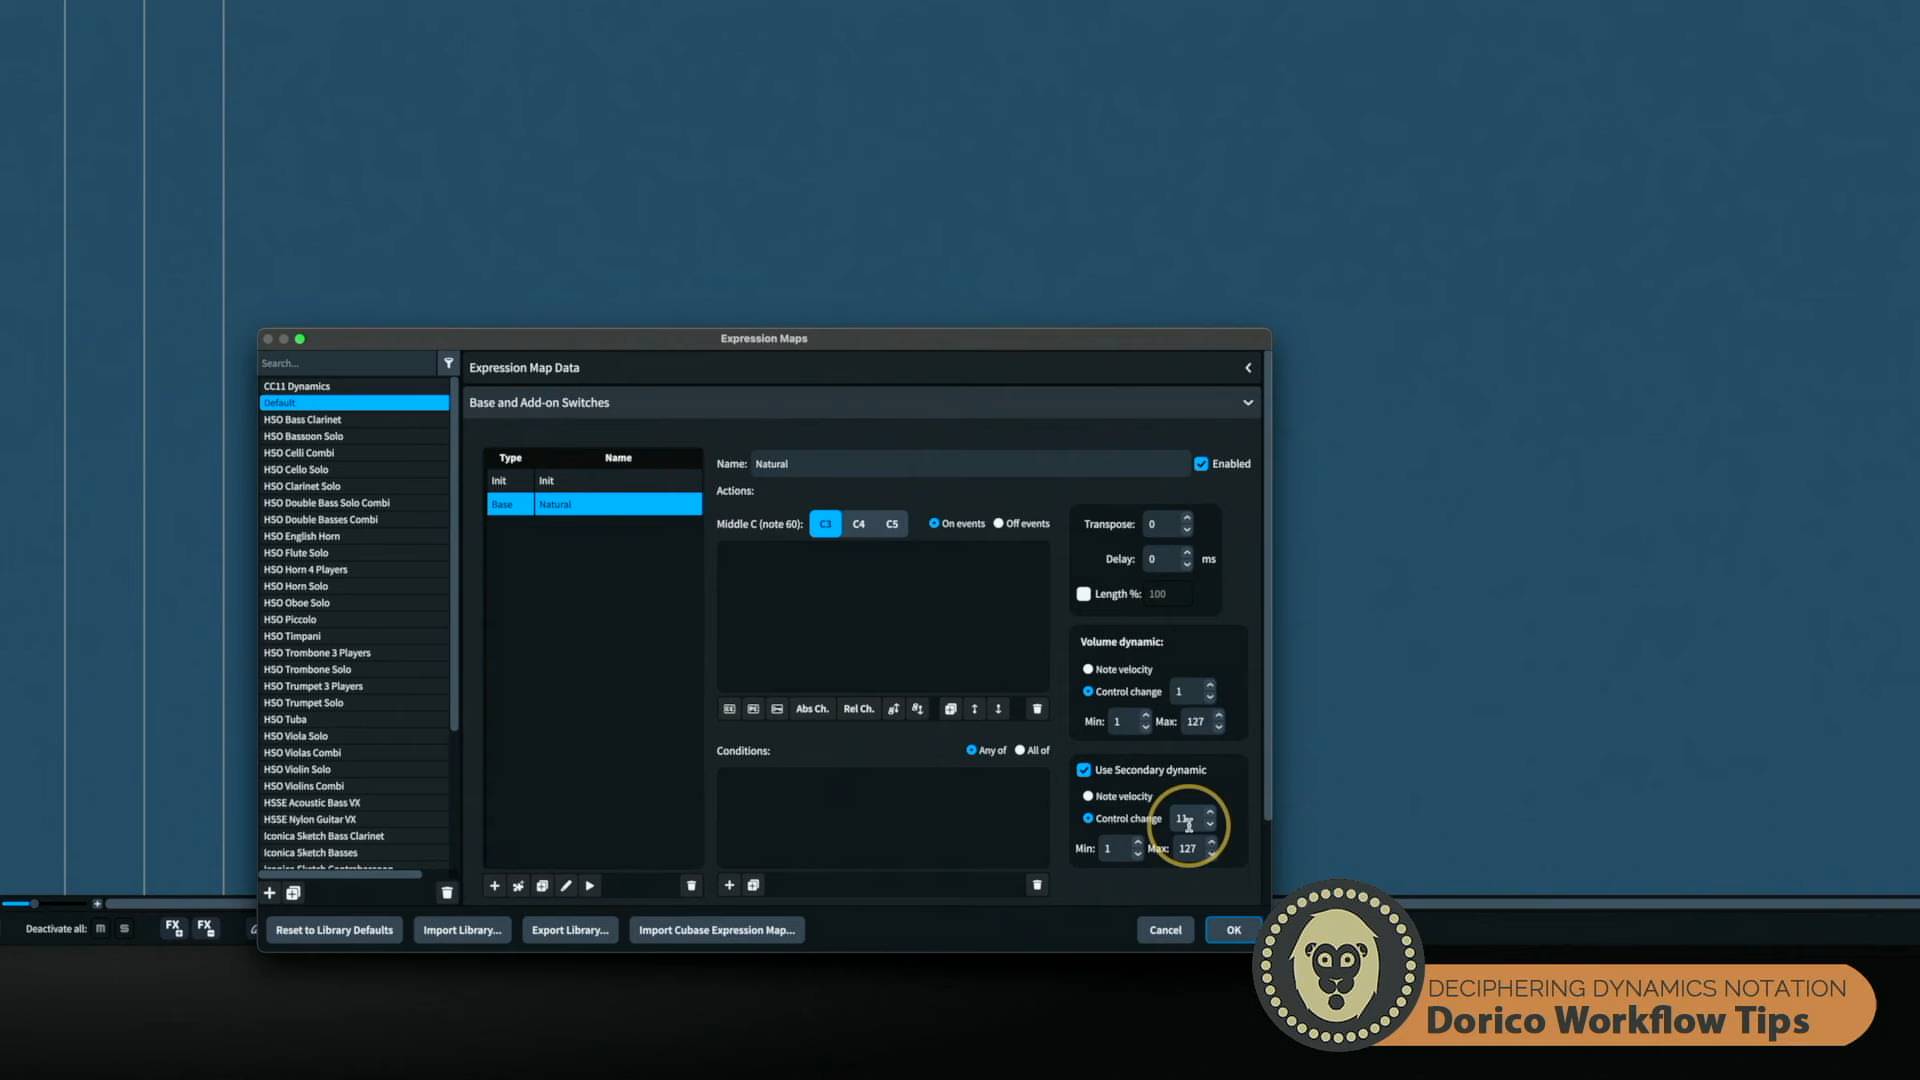 Expression Maps
Search...
CC11 Dynamics
Default
HSO Bass Clarinet
HSO Bassoon Solo
HSO Celli Combi
HSO Cello Solo
HSO Clarinet Solo
HSO Double Bass Solo Combi
HSO Double Basses Combi
HSO English Horn
HSO Flute Solo
HSO Horn 4 Players
HSO Horn Solo
HSO Oboe Solo
HSO Piccolo
HSO Timpani
HSO Trombone 3 Players
HSO Trombone Solo
HSO Trumpet 3 Players
HSO Trumpet Solo
HSO Tuba
HSO Viola Solo
HSO Violas Combi
HSO Violin Solo
HSO Violins Combi
HSSE Acoustic Bass VX
HSSE Nylon Guitar VX
Iconica Sketch Bass Clarinet
Iconica Sketch Basses
Expression Map Data
Base and Add-on Switches
Type Name
Init Init
Base Natural
Name: Natural
Enabled
Actions:
Middle C (note 60): C3 C4 C5 On events Off events
Abs Ch. Rel Ch.
Conditions: Any of All of
Transpose: 0
Delay: 0 ms
Length %: 100
Volume dynamic:
Note velocity
Control change 1
Min: 1 Max: 127
Use Secondary dynamic
Note velocity
Control change 11
Min: 1 Max: 127
Reset to Library Defaults Import Library... Export Library... Import Cubase Expression Map... Cancel OK
Deactivate all: m s FX FX
DECIPHERING DYNAMICS NOTATION
Dorico Workflow Tips